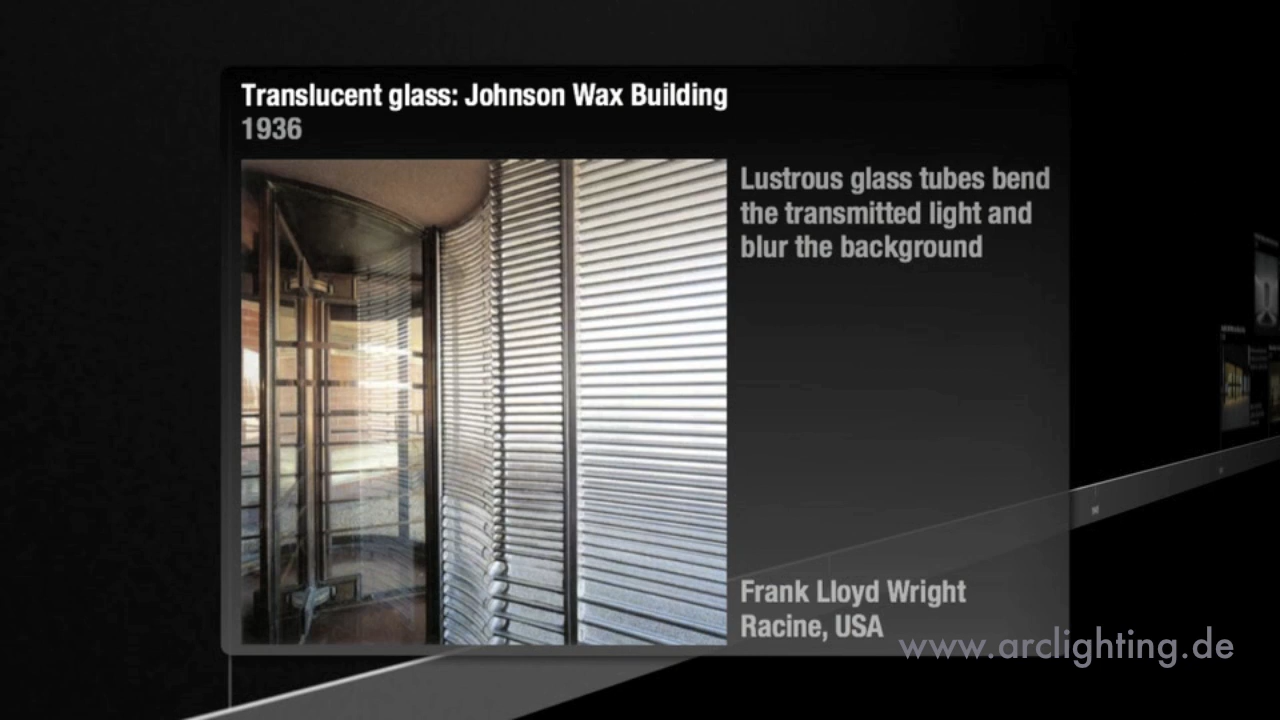 Translucent glass: Johnson Wax Building
1936
Lustrous glass tubes bend
the transmitted light and
blur the background
Frank Lloyd Wright
Racine, USA
www.arclighting.de